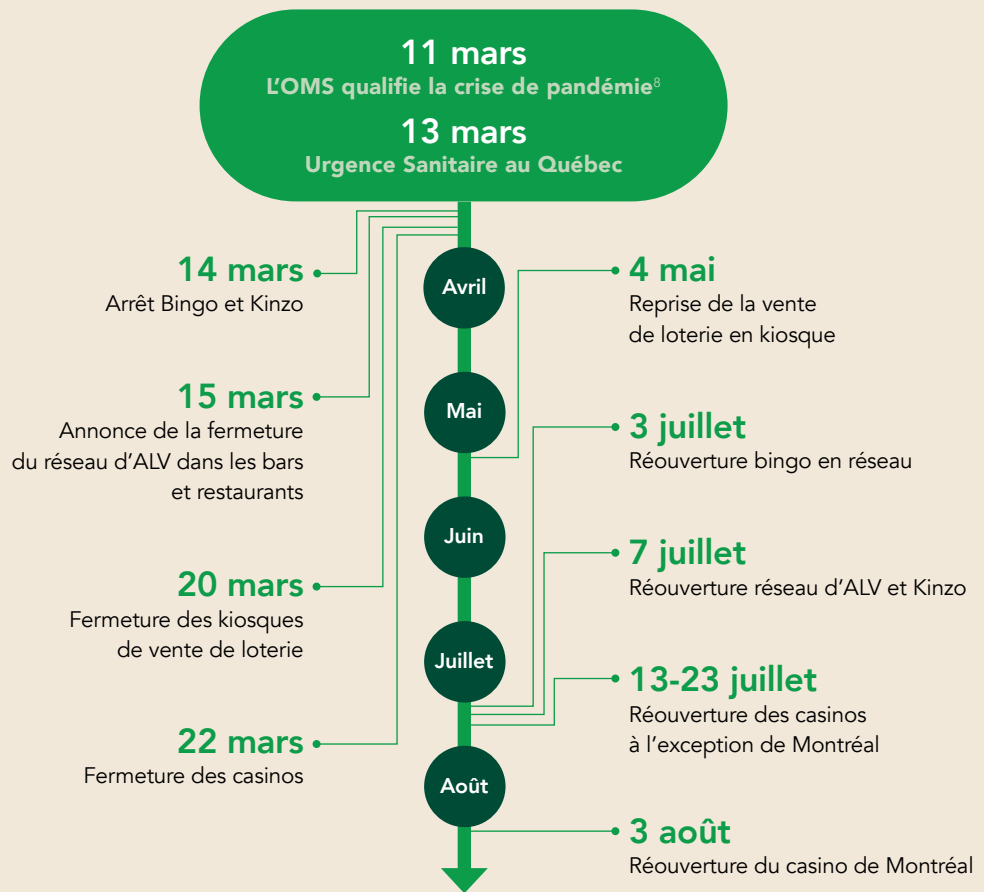 11 mars
L'OMS qualifie la crise de pandémie⁸
13 mars
Urgence Sanitaire au Québec
14 mars
Arrêt Bingo et Kinzo
15 mars
Annonce de la fermeture
du réseau d'ALV dans les bars
et restaurants
20 mars
Fermeture des kiosques
de vente de loterie
22 mars
Fermeture des casinos
Avril
Mai
Juin
Juillet
Août
4 mai
Reprise de la vente
de loterie en kiosque
3 juillet
Réouverture bingo en réseau
7 juillet
Réouverture réseau d'ALV et Kinzo
13-23 juillet
Réouverture des casinos
à l'exception de Montréal
3 août
Réouverture du casino de Montréal